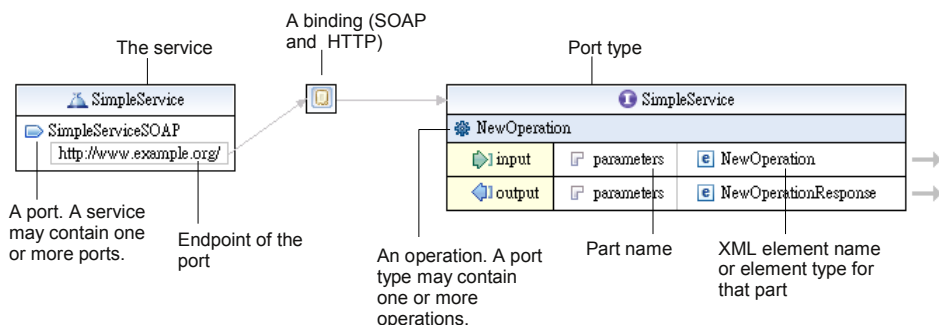 A binding (SOAP
and HTTP)
The service
Port type
SimpleService
SimpleServiceSOAP
http://www.example.org/
SimpleService
NewOperation
input parameters e NewOperation
output parameters e NewOperationResponse
A port. A service
may contain one
or more ports.
Endpoint of the
port
An operation. A port
type may contain
one or more
operations.
Part name
XML element name
or element type for
that part